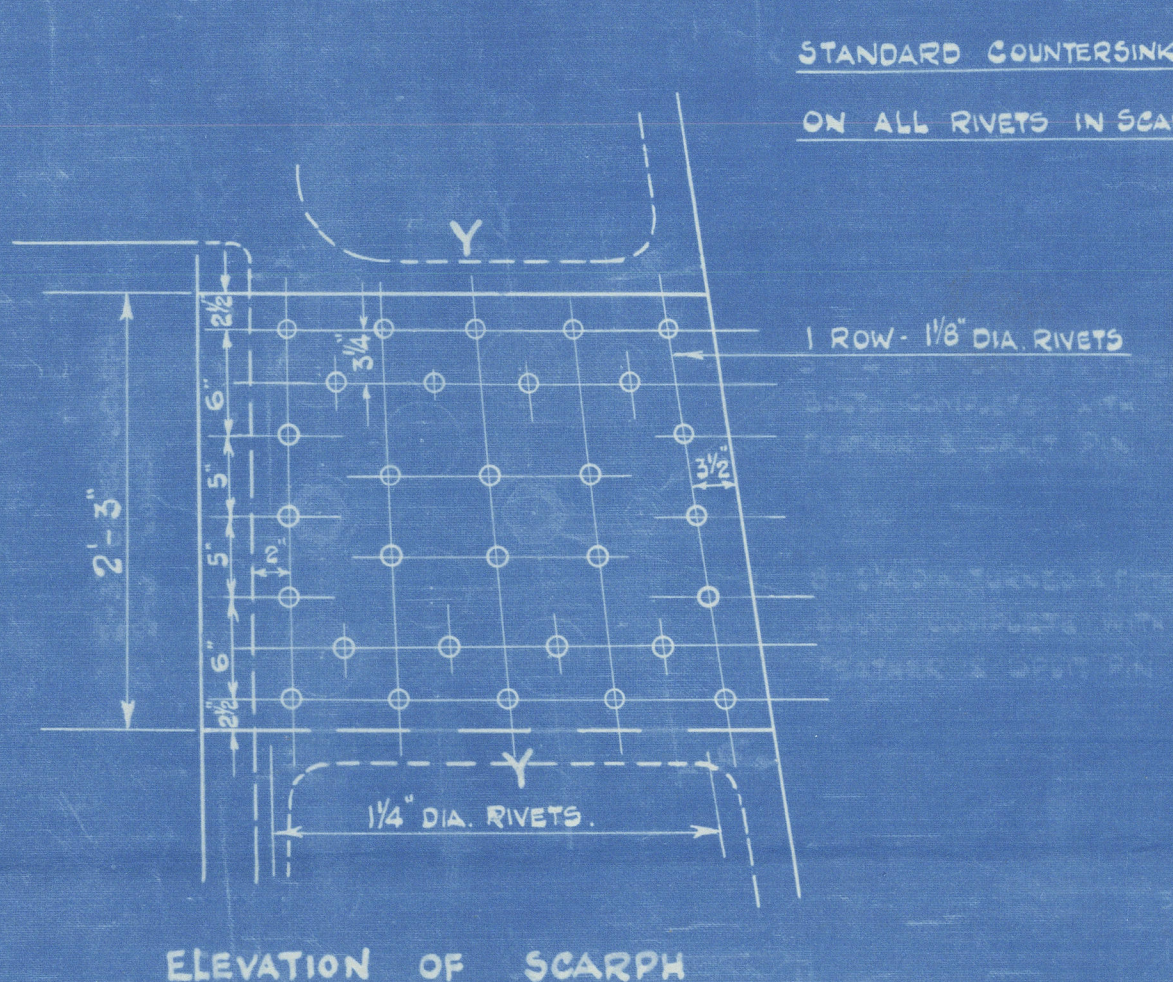 STANDARD COUNTERSINK
ON ALL RIVETS IN SCA
Y
2½"
3¼"
1 ROW - 1⅛" DIA. RIVETS
6"
5"
3½"
2'-3"
5"
2"
6"
2½"
Y
1¼" DIA. RIVETS.
ELEVATION OF SCARPH